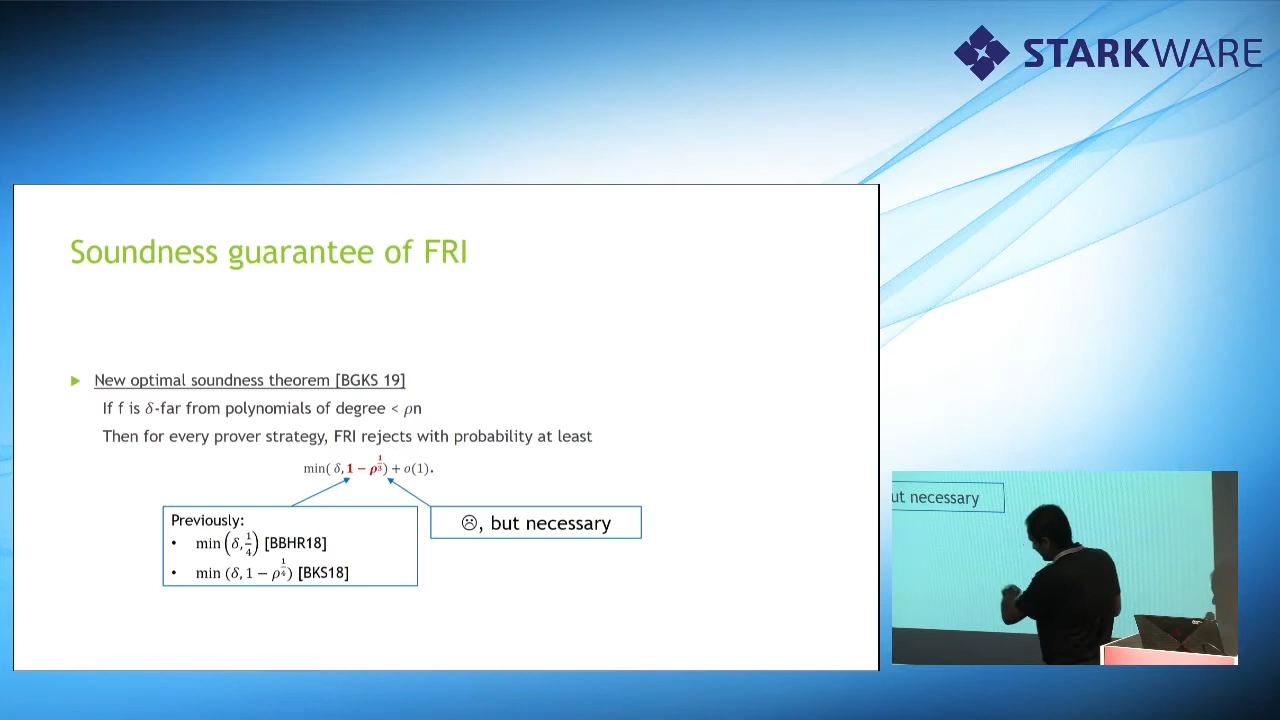 STARKWARE
Soundness guarantee of FRI
New optimal soundness theorem [BGKS 19]
If f is 𝛿-far from polynomials of degree < 𝜌n
Then for every prover strategy, FRI rejects with probability at least
min( 𝛿, 1 − 𝜌^{1/3}) + 𝑜(1).
Previously:
• min (𝛿, 1/4) [BBHR18]
• min (𝛿, 1 − 𝜌^{1/4}) [BKS18]
☹, but necessary
ut necessary